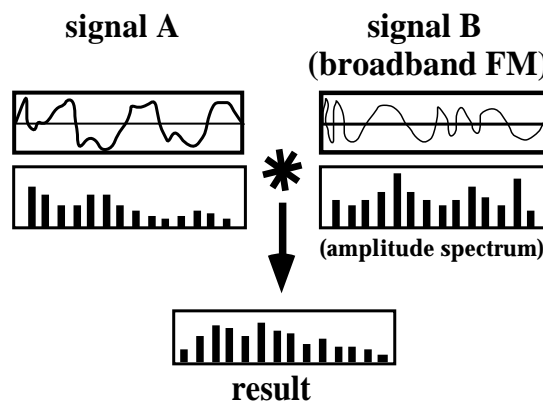 signal A
signal B
(broadband FM)
(amplitude spectrum)
result